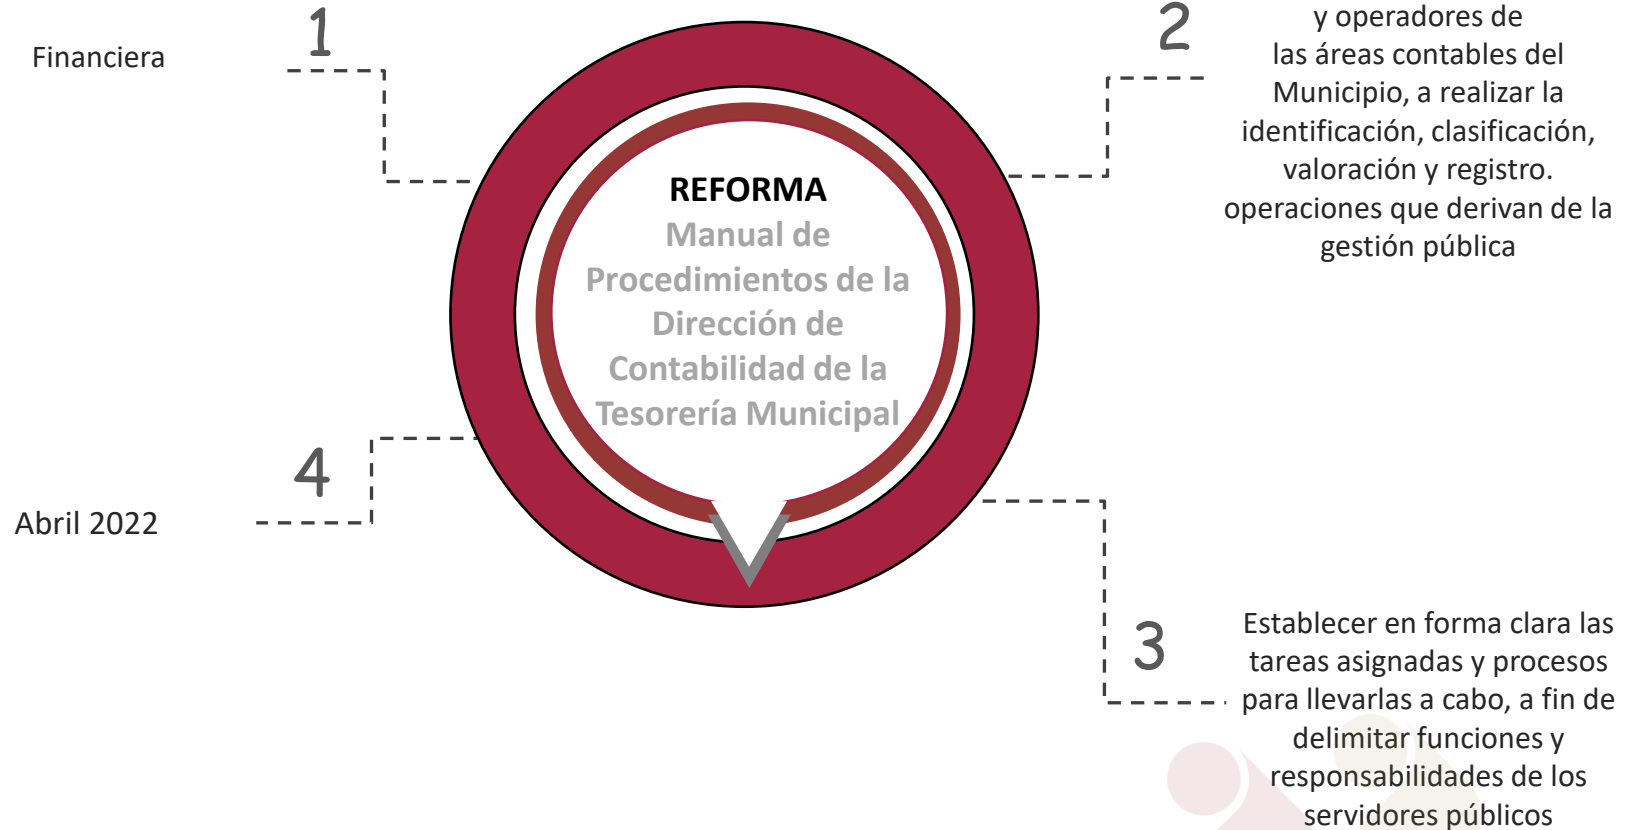 1
Financiera
2
y operadores de
las áreas contables del
Municipio, a realizar la
identificación, clasificación,
valoración y registro.
operaciones que derivan de la
gestión pública
REFORMA
Manual de
Procedimientos de la
Dirección de
Contabilidad de la
Tesorería Municipal
4
Abril 2022
3
Establecer en forma clara las
tareas asignadas y procesos
para llevarlas a cabo, a fin de
delimitar funciones y
responsabilidades de los
servidores públicos